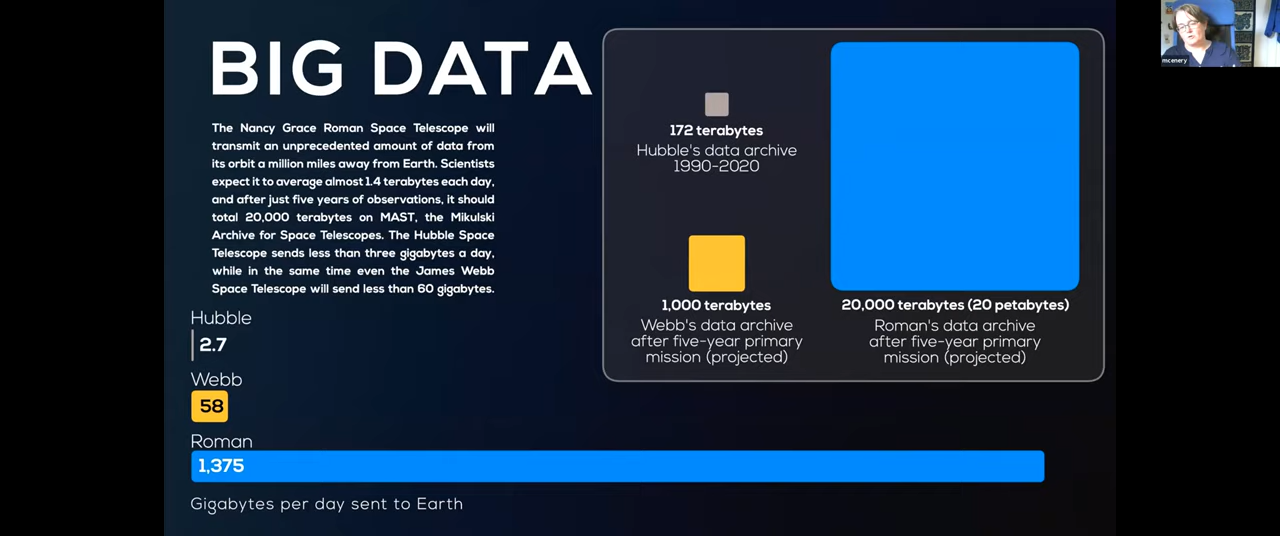 BIG DATA
The Nancy Grace Roman Space Telescope will
transmit an unprecedented amount of data from
its orbit a million miles away from Earth. Scientists
expect it to average almost 1.4 terabytes each day,
and after just five years of observations, it should
total 20,000 terabytes on MAST, the Mikulski
Archive for Space Telescopes. The Hubble Space
Telescope sends less than three gigabytes a day,
while in the same time even the James Webb
Space Telescope will send less than 60 gigabytes.
Hubble
2.7
Webb
58
Roman
1,375
Gigabytes per day sent to Earth
172 terabytes
Hubble's data archive
1990-2020
1,000 terabytes
Webb's data archive
after five-year primary
mission (projected)
20,000 terabytes (20 petabytes)
Roman's data archive
after five-year primary
mission (projected)
mcenery